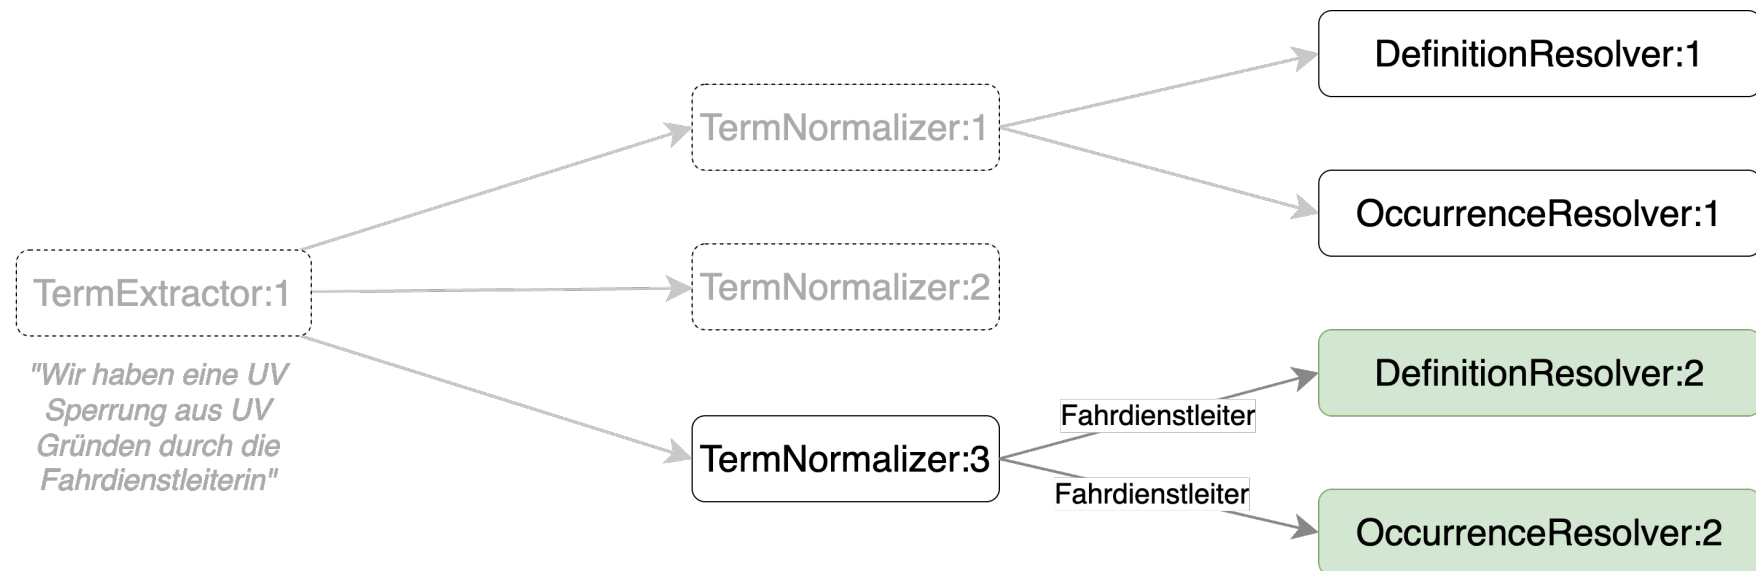 DefinitionResolver:1
TermNormalizer:1
OccurrenceResolver:1
TermExtractor:1
TermNormalizer:2
"Wir haben eine UV
Sperrung aus UV
Gründen durch die
Fahrdienstleiterin"
DefinitionResolver:2
Fahrdienstleiter
TermNormalizer:3
Fahrdienstleiter
OccurrenceResolver:2